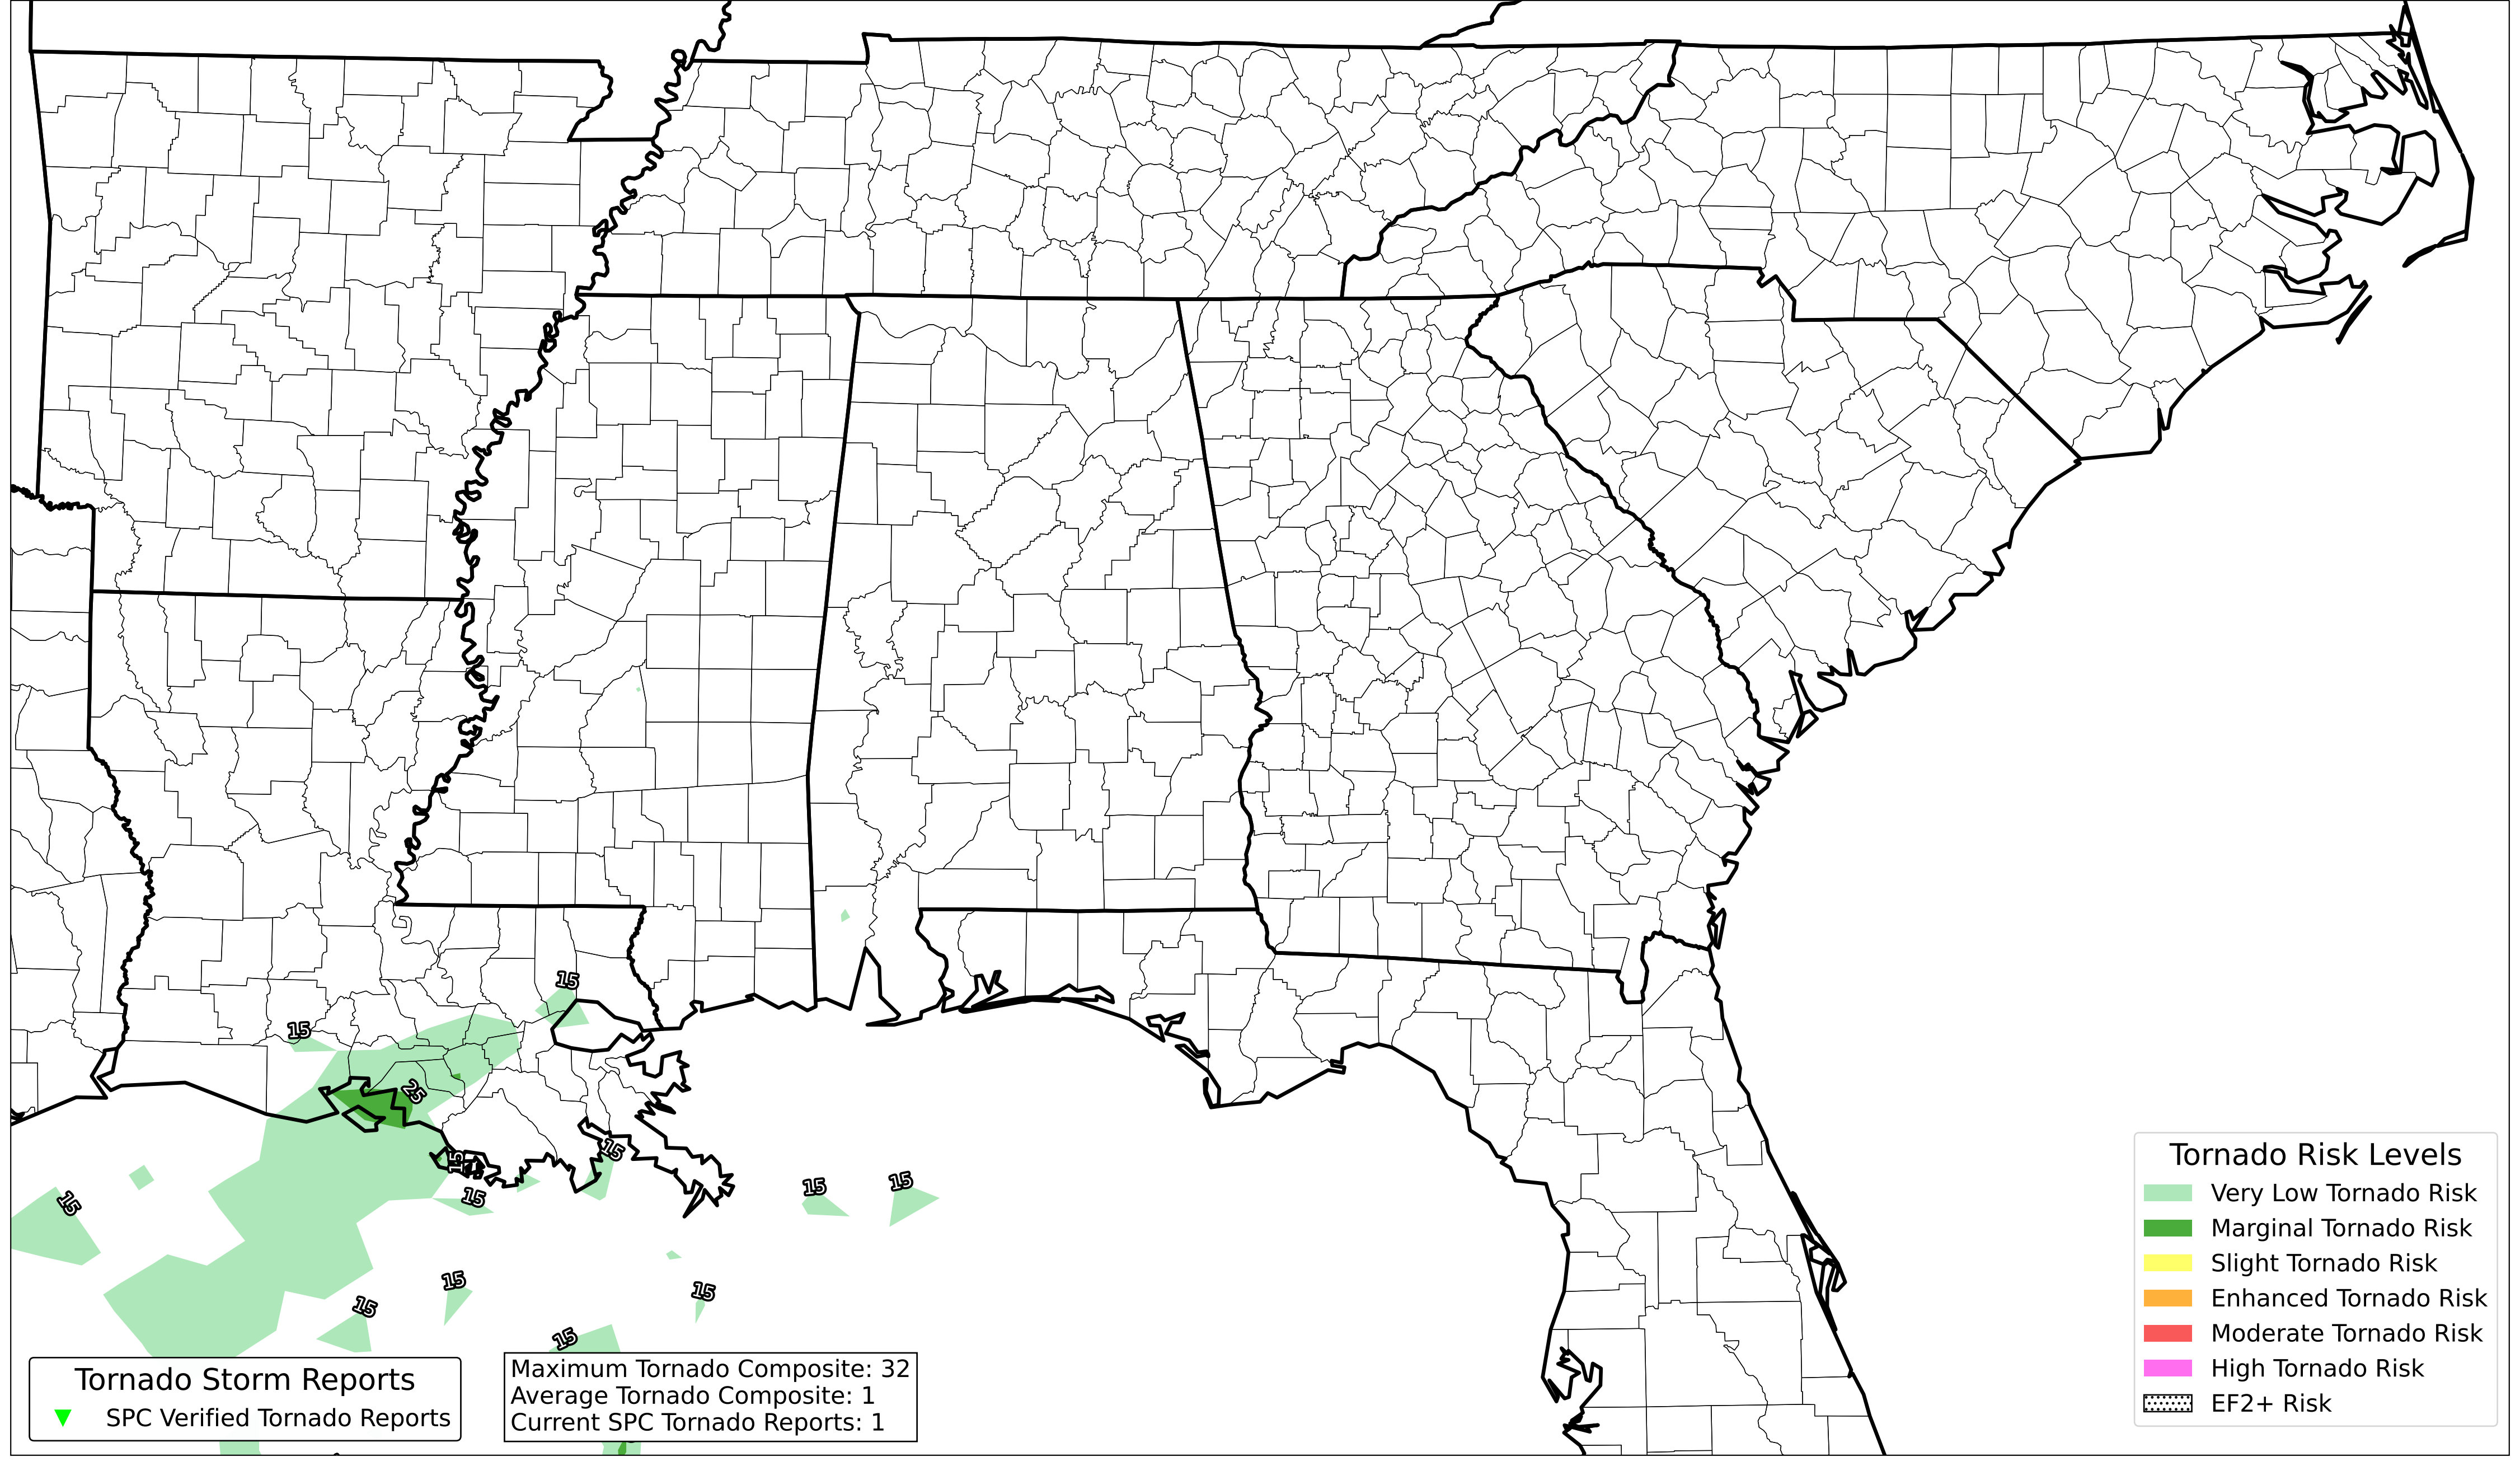 15
15
25
15
15
15
15
15
15
15
15
15
15
Tornado Risk Levels
Very Low Tornado Risk
Marginal Tornado Risk
Slight Tornado Risk
Enhanced Tornado Risk
Moderate Tornado Risk
High Tornado Risk
EF2+ Risk
Tornado Storm Reports
SPC Verified Tornado Reports
Maximum Tornado Composite: 32
Average Tornado Composite: 1
Current SPC Tornado Reports: 1